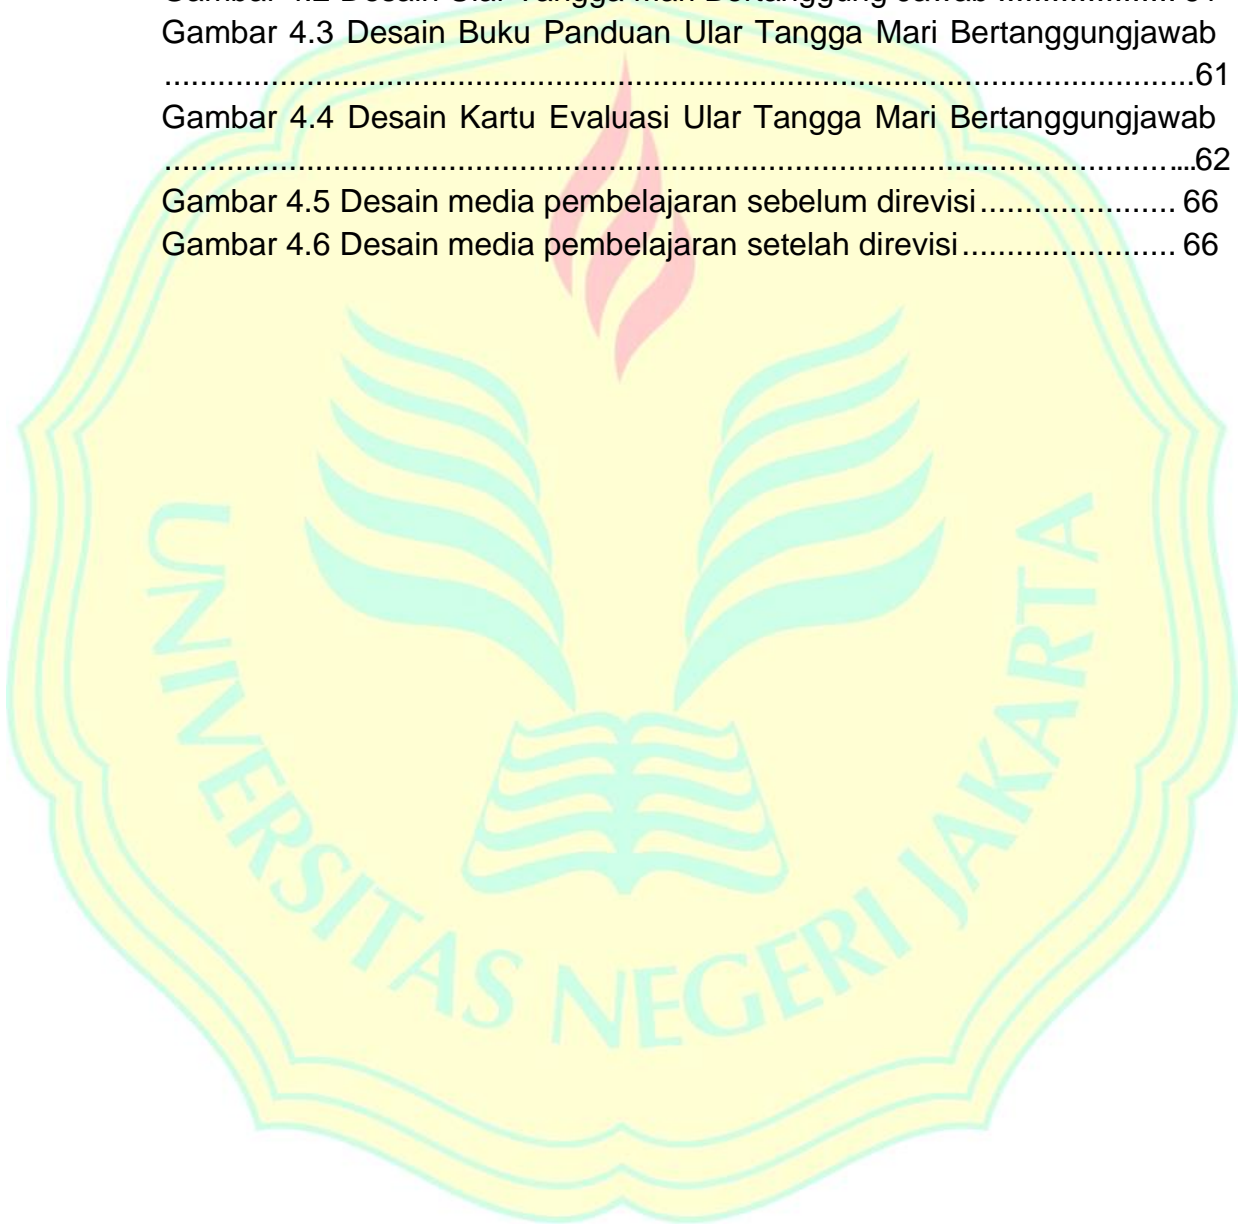 Gambar 4.3 Desain Buku Panduan Ular Tangga Mari Bertanggungjawab
....................................................................................................................61
Gambar 4.4 Desain Kartu Evaluasi Ular Tangga Mari Bertanggungjawab
....................................................................................................................62
Gambar 4.5 Desain media pembelajaran sebelum direvisi...................... 66
Gambar 4.6 Desain media pembelajaran setelah direvisi........................ 66
UNIVERSITAS NEGERI JAKARTA